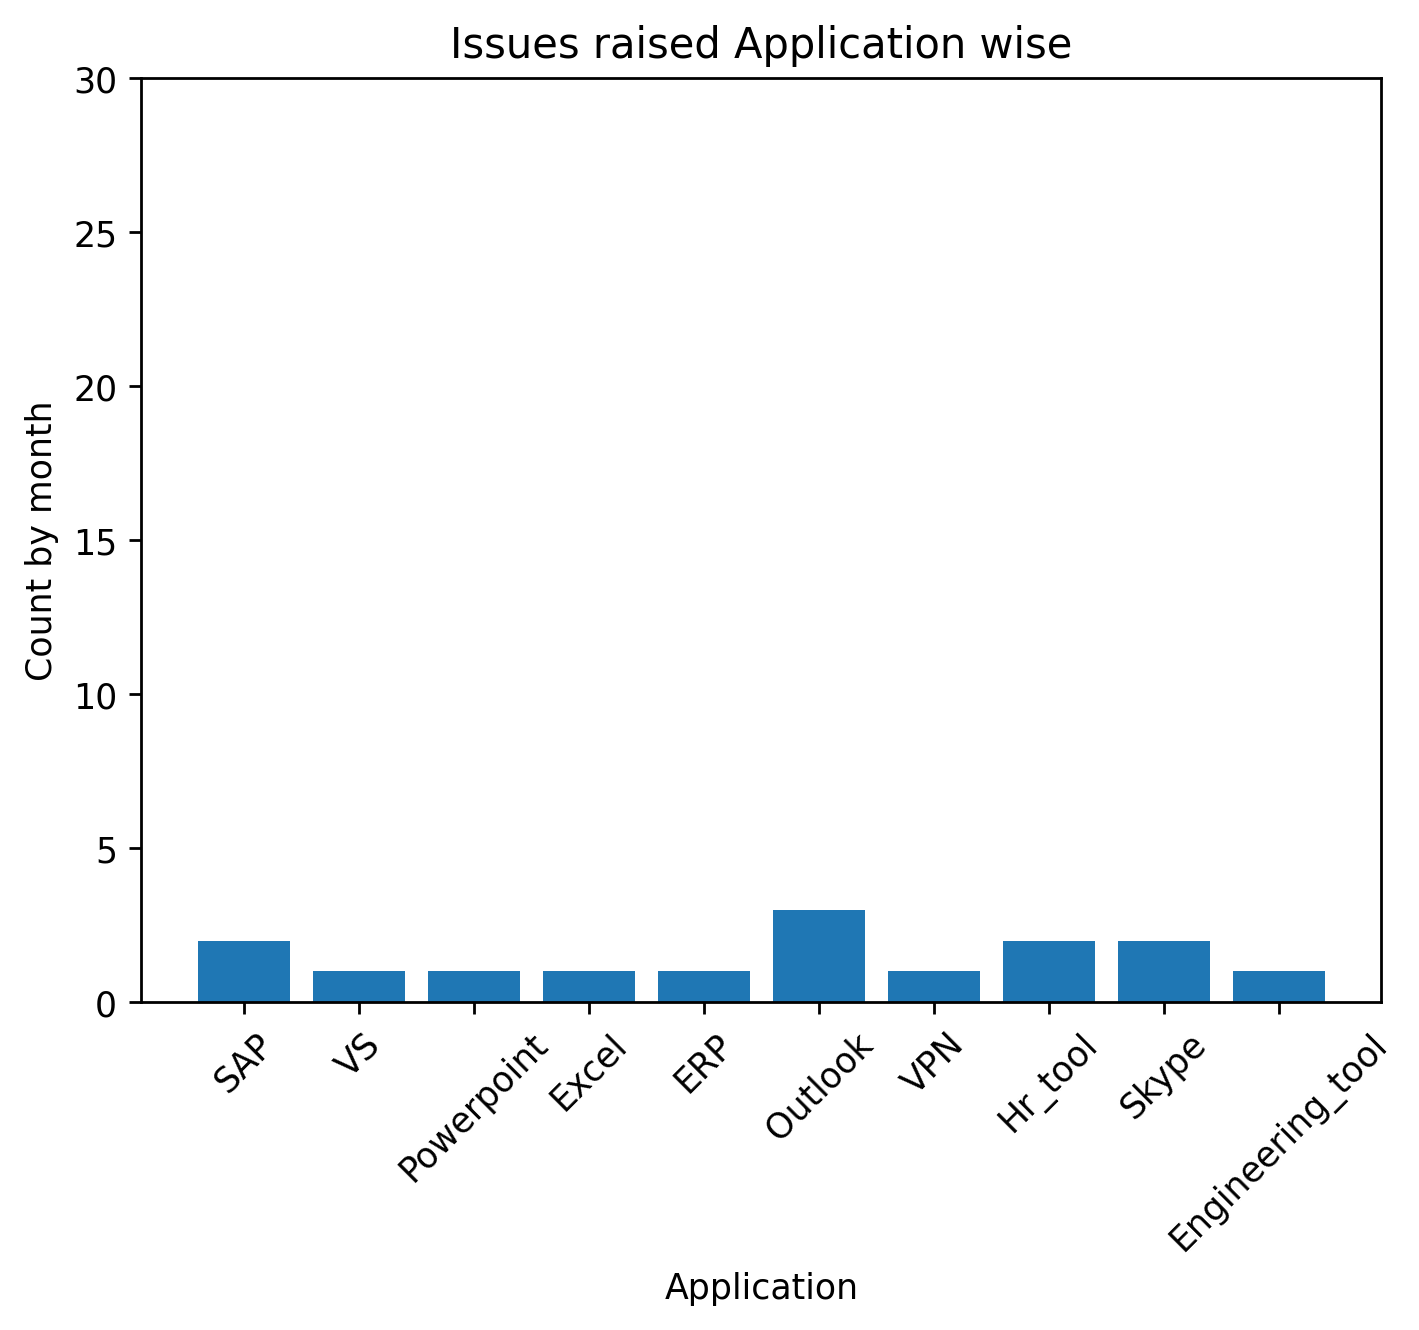 Issues raised Application wise
30
25
20
15
10
5
0
Count by month
SAP
VS
Powerpoint
Excel
ERP
Outlook
VPN
Hr_tool
Skype
Engineering_tool
Application